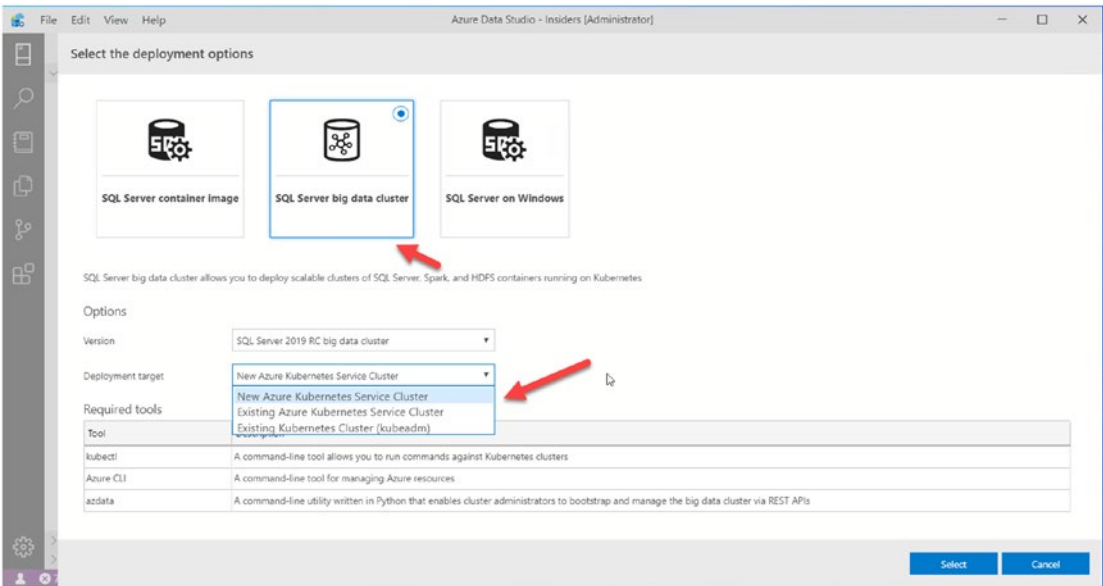 File Edit View Help
Azure Data Studio - Insiders [Administrator]
Select the deployment options
SQL Server container image
SQL Server big data cluster
SQL Server on Windows
SQL Server big data cluster allows you to deploy scalable clusters of SQL Server, Spark, and HDFS containers running on Kubernetes
Options
Version
SQL Server 2019 RC big data cluster
Deployment target
New Azure Kubernetes Service Cluster
New Azure Kubernetes Service Cluster
Existing Azure Kubernetes Service Cluster
Existing Kubernetes Cluster (kubeadm)
Required tools
Tool
Description
kubectl
A command-line tool allows you to run commands against Kubernetes clusters
Azure CLI
A command-line tool for managing Azure resources
azdata
A command-line utility written in Python that enables cluster administrators to bootstrap and manage the big data cluster via REST APIs
Select
Cancel